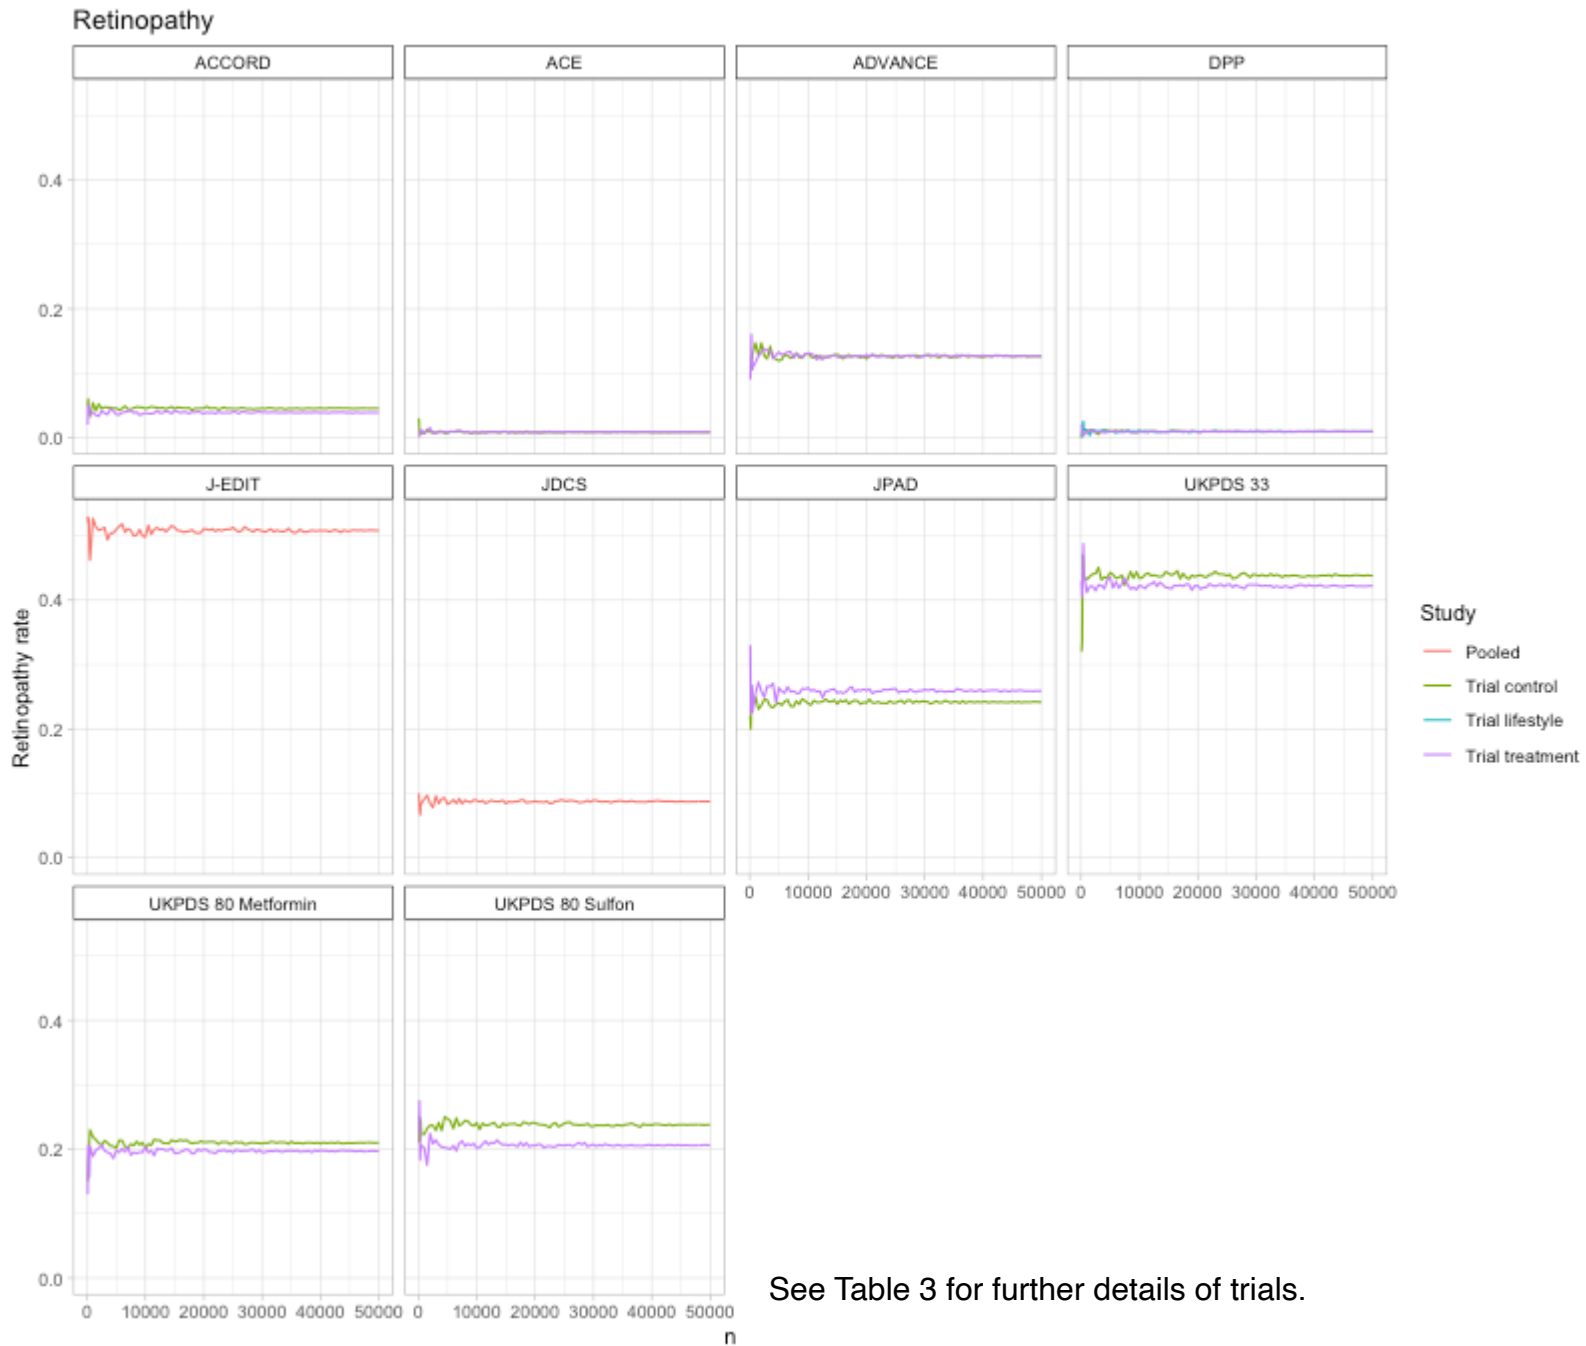 Retinopathy
ACCORD ACE ADVANCE DPP
0.4
0.2
0.0
J-EDIT JDCS JPAD UKPDS 33
0.4
0.2
0.0
0 10000 20000 30000 40000 50000 0 10000 20000 30000 40000 50000
UKPDS 80 Metformin UKPDS 80 Sulfon
0.4
0.2
0.0
0 10000 20000 30000 40000 50000 0 10000 20000 30000 40000 50000
n
Retinopathy rate
Study
Pooled
Trial control
Trial lifestyle
Trial treatment
See Table 3 for further details of trials.